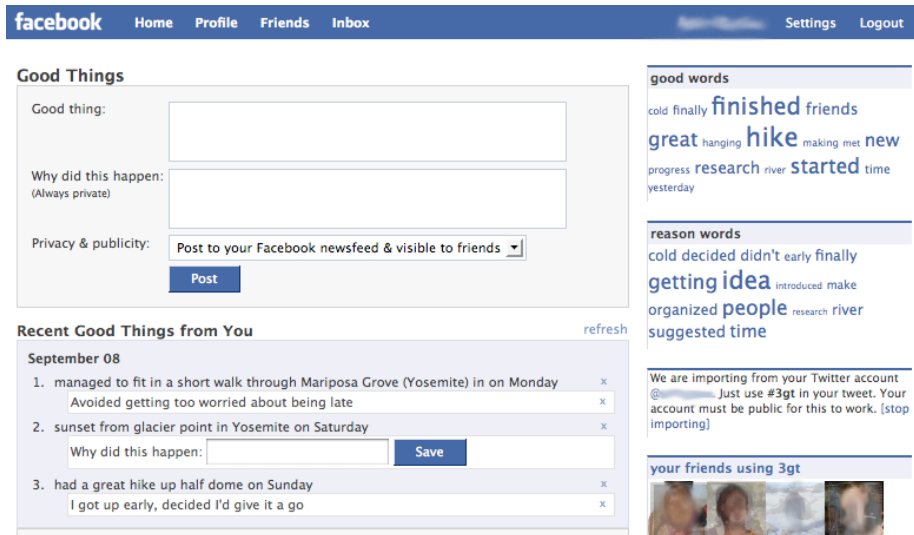 facebook Home Profile Friends Inbox Settings Logout
Good Things
Good thing:
Why did this happen:
(Always private)
Privacy & publicity: Post to your Facebook newsfeed & visible to friends
Post
Recent Good Things from You refresh
September 08
1. managed to fit in a short walk through Mariposa Grove (Yosemite) in on Monday x
Avoided getting too worried about being late x
2. sunset from glacier point in Yosemite on Saturday x
Why did this happen: Save
3. had a great hike up half dome on Sunday x
I got up early, decided I'd give it a go x
good words
cold finally finished friends
great hanging hike making met new
progress research river started time
yesterday
reason words
cold decided didn't early finally
getting idea introduced make
organized people research river
suggested time
We are importing from your Twitter account
@ . Just use #3gt in your tweet. Your
account must be public for this to work. [stop
importing]
your friends using 3gt